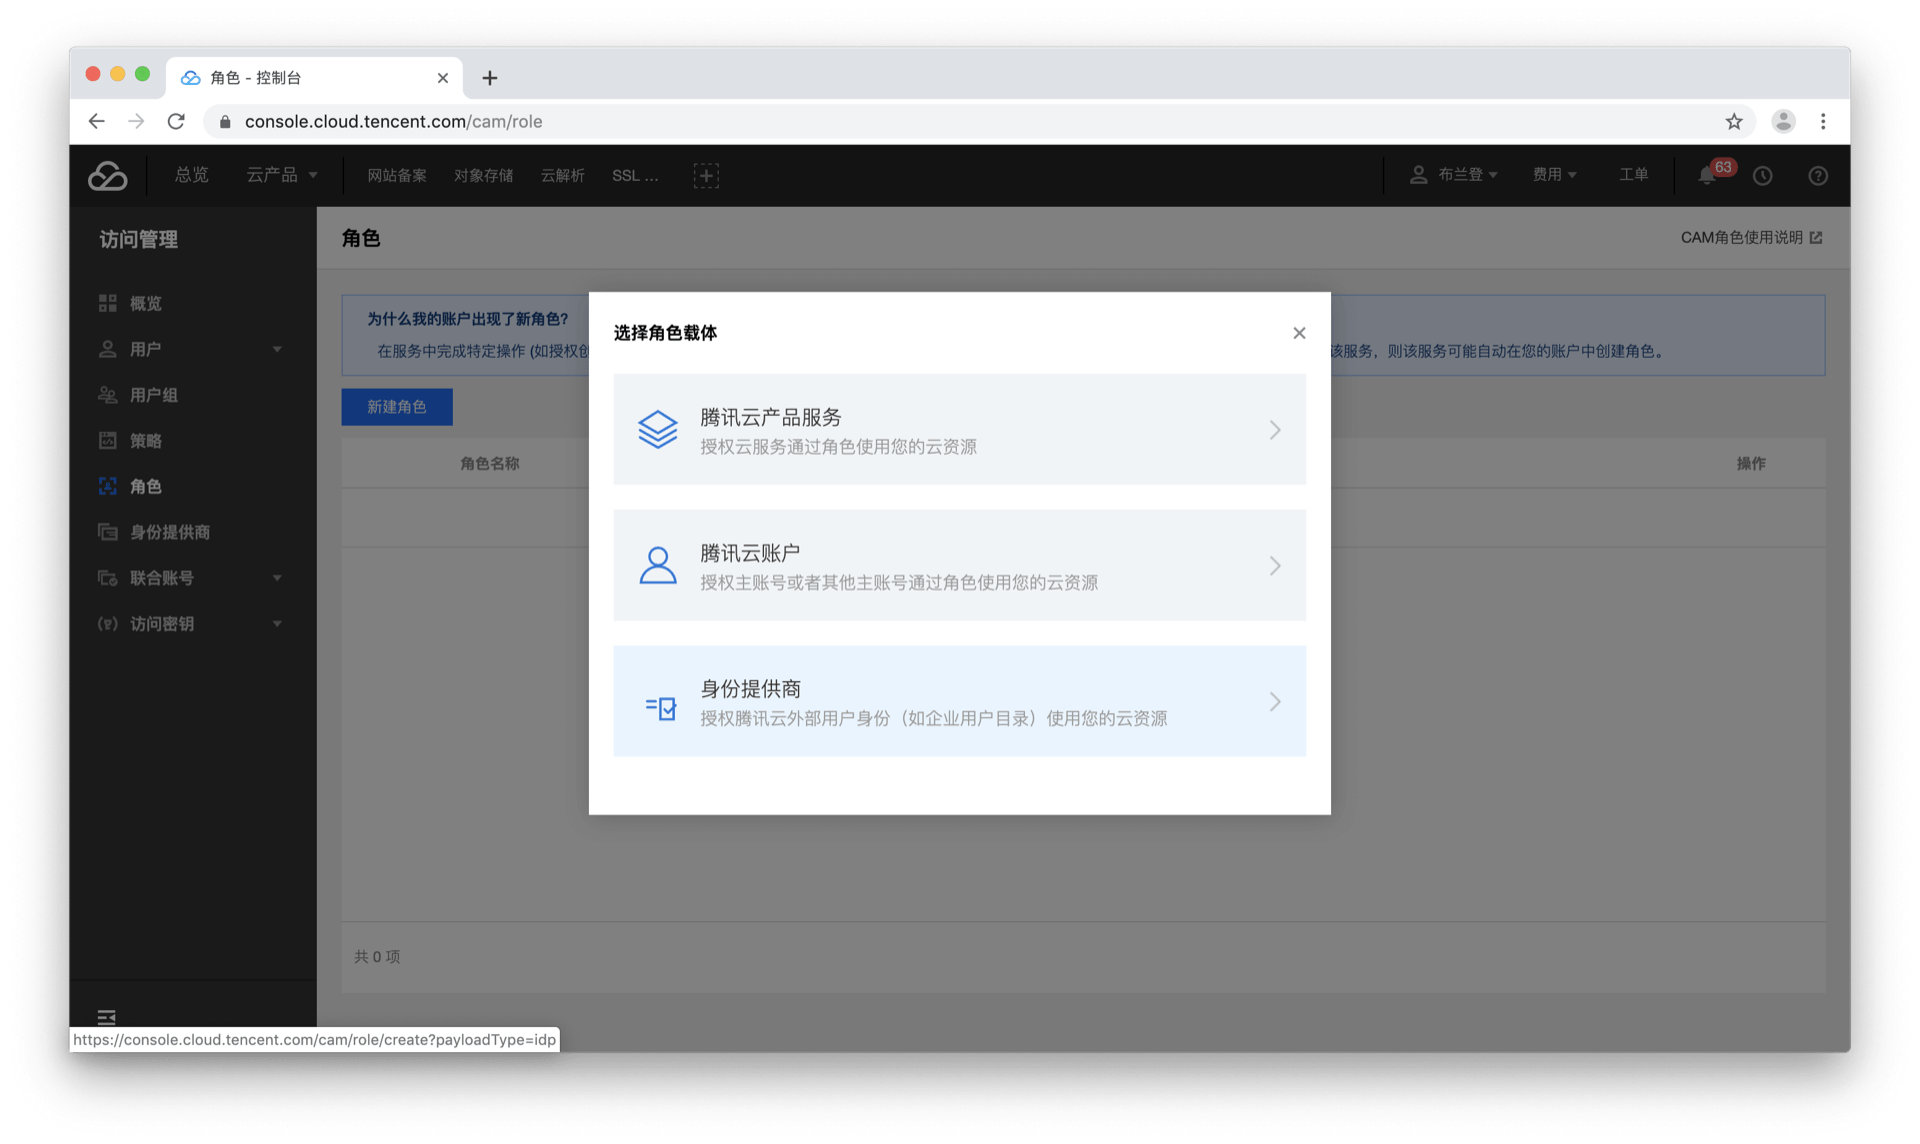 角色 - 控制台
console.cloud.tencent.com/cam/role
总览
云产品
网站备案
对象存储
云解析
SSL ...
布兰登
费用
工单
63
访问管理
概览
用户
用户组
策略
角色
身份提供商
联合账号
访问密钥
角色
CAM角色使用说明
为什么我的账户出现了新角色?
在服务中完成特定操作 (如授权创
该服务，则该服务可能自动在您的账户中创建角色。
新建角色
角色名称
操作
共 0 项
选择角色载体
腾讯云产品服务
授权云服务通过角色使用您的云资源
腾讯云账户
授权主账号或者其他主账号通过角色使用您的云资源
身份提供商
授权腾讯云外部用户身份（如企业用户目录）使用您的云资源
https://console.cloud.tencent.com/cam/role/create?payloadType=idp